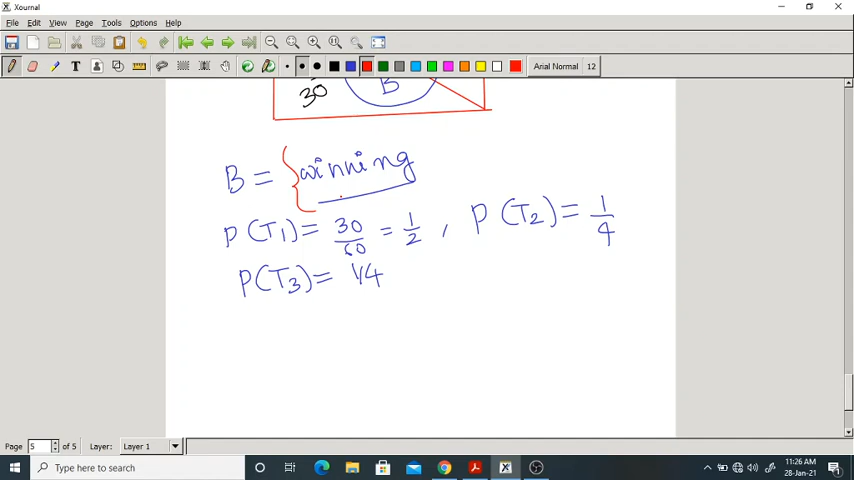 Xournal
File Edit View Page Tools Options Help
Arial Normal 12
30 B
B = { winning
P(T1) = 30/60 = 1/2 , P(T2) = 1/4
P(T3) = 1/4
Page 5 of 5 Layer: Layer 1
Type here to search
11:26 AM
28-Jan-21